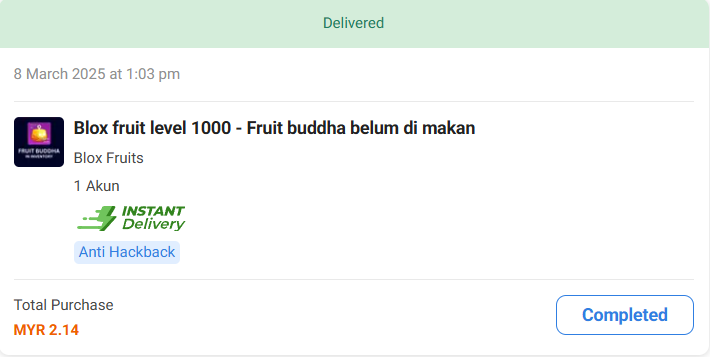 Delivered
8 March 2025 at 1:03 pm
Blox fruit level 1000 - Fruit buddha belum di makan
FRUIT BUDDHA
IN INVENTORY
Blox Fruits
1 Akun
INSTANT
Delivery
Anti Hackback
Total Purchase
MYR 2.14
Completed